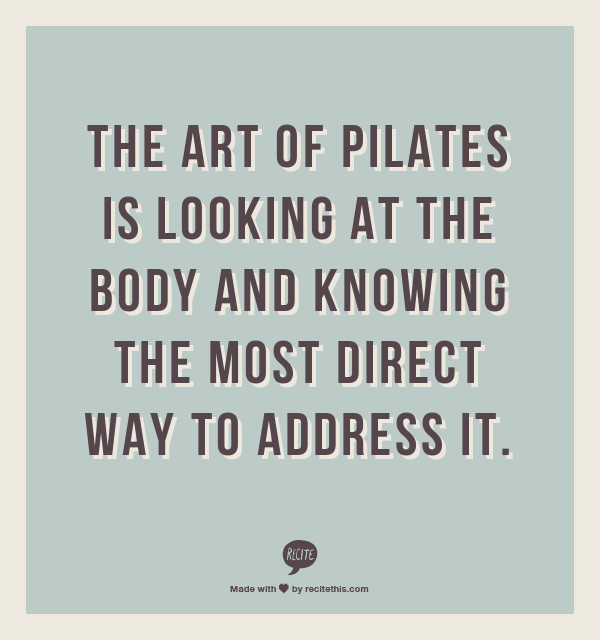 THE ART OF PILATES
IS LOOKING AT THE
BODY AND KNOWING
THE MOST DIRECT
WAY TO ADDRESS IT.
RECITE
Made with ♥ by recitethis.com